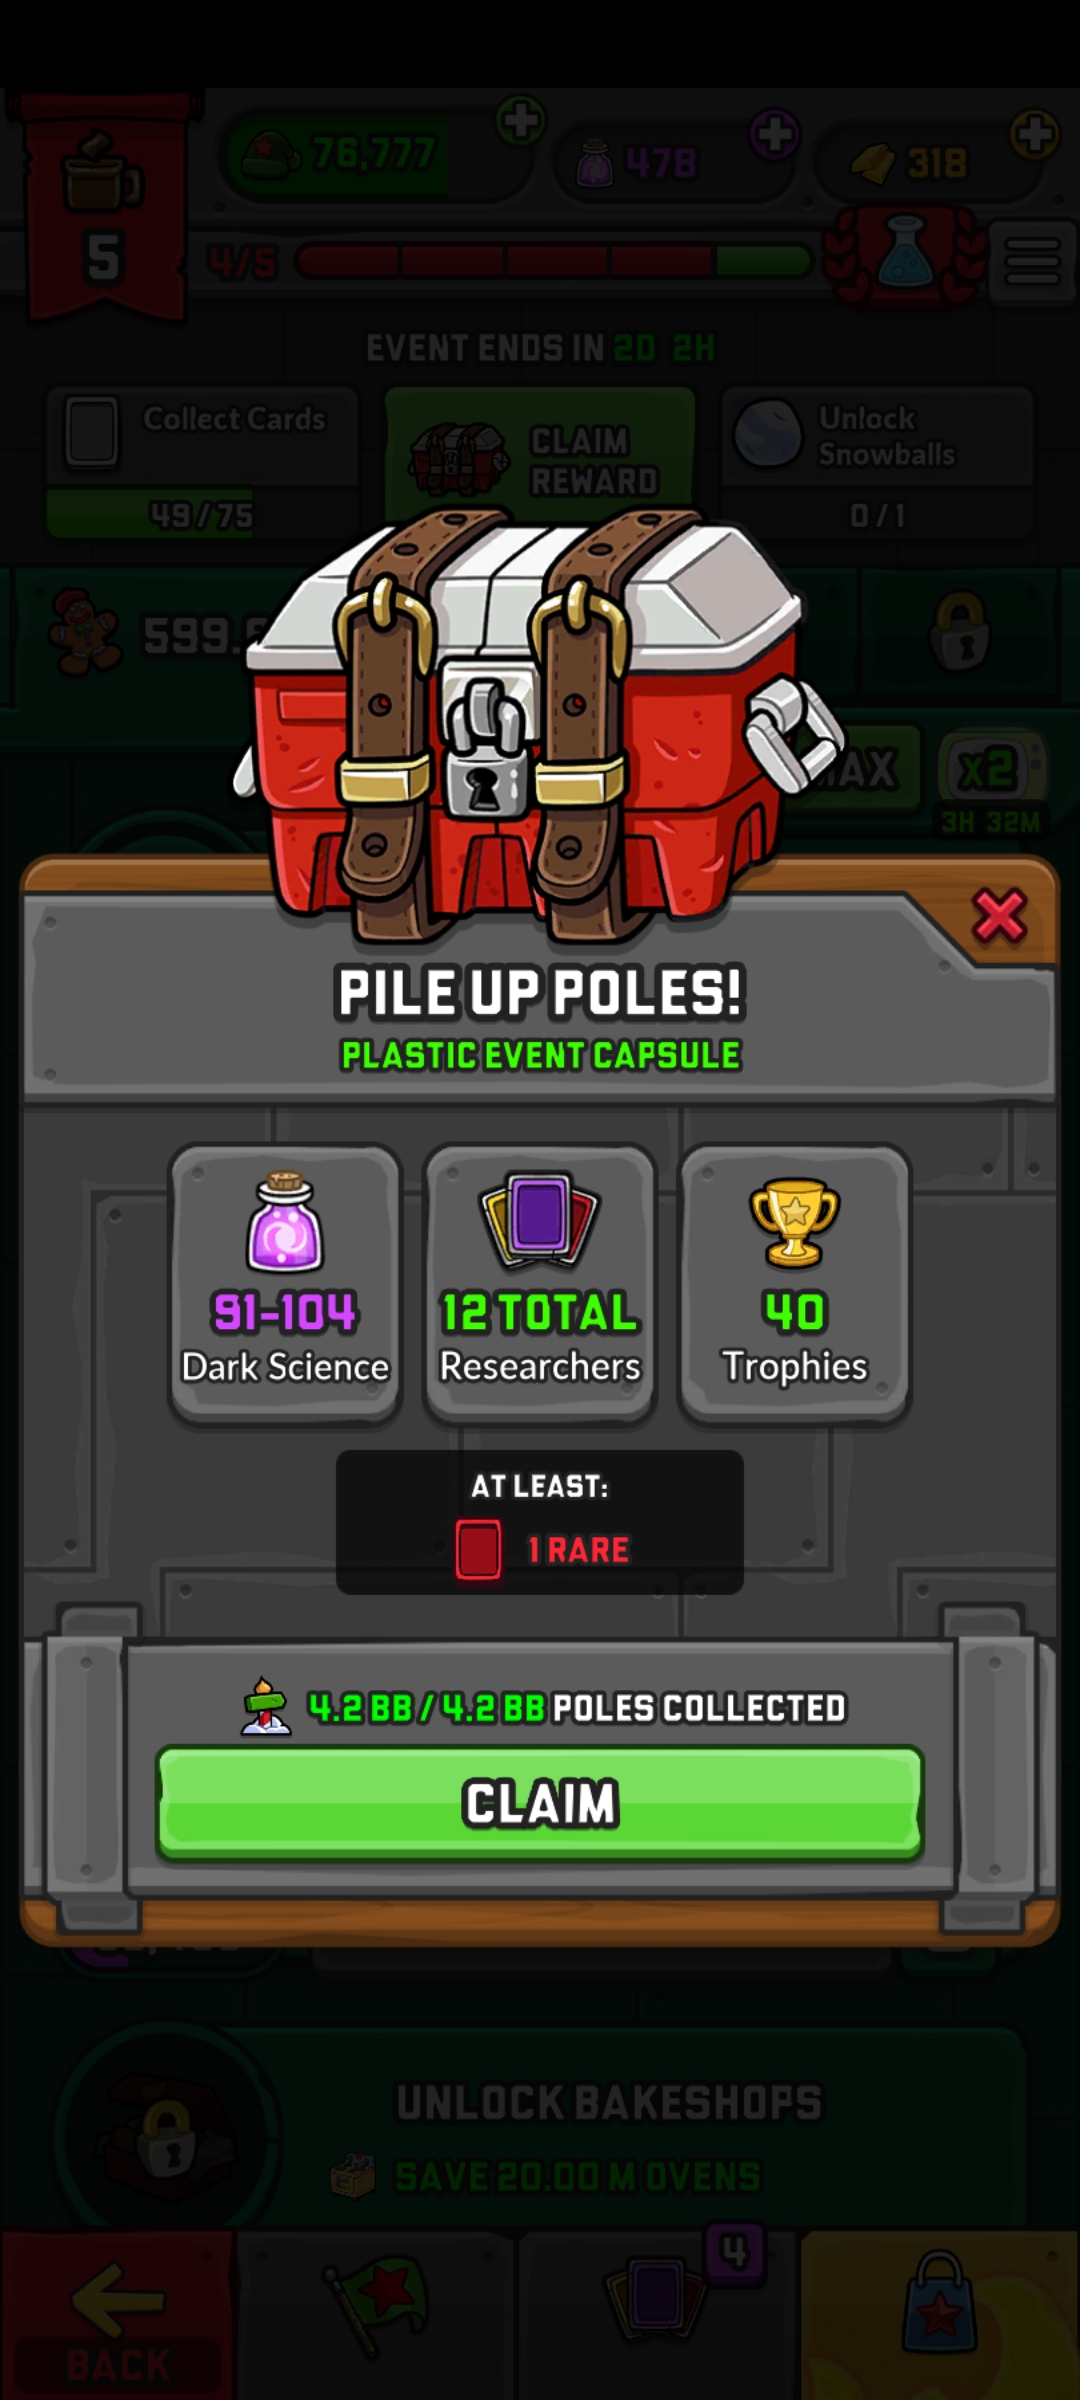 76,777
478
318
5
4/5
EVENT ENDS IN 2D 2H
Collect Cards
49/75
CLAIM
REWARD
Unlock
Snowballs
0/1
599.
MAX
x2
3H 32M
PILE UP POLES!
PLASTIC EVENT CAPSULE
91-104
Dark Science
12 TOTAL
Researchers
40
Trophies
AT LEAST:
1 RARE
4.2 BB / 4.2 BB POLES COLLECTED
CLAIM
UNLOCK BAKESHOPS
SAVE 20.00 M OVENS
4
BACK